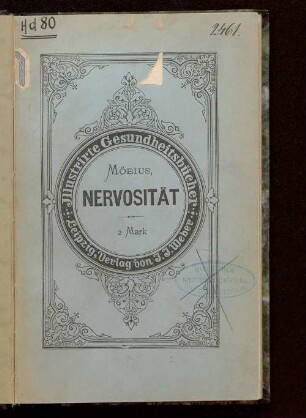 Hd 80
2461.
Illustrirte Gesundheitsbücher
MÖBIUS,
NERVOSITÄT
2 Mark
Leipzig, Verlag von J. J. Weber